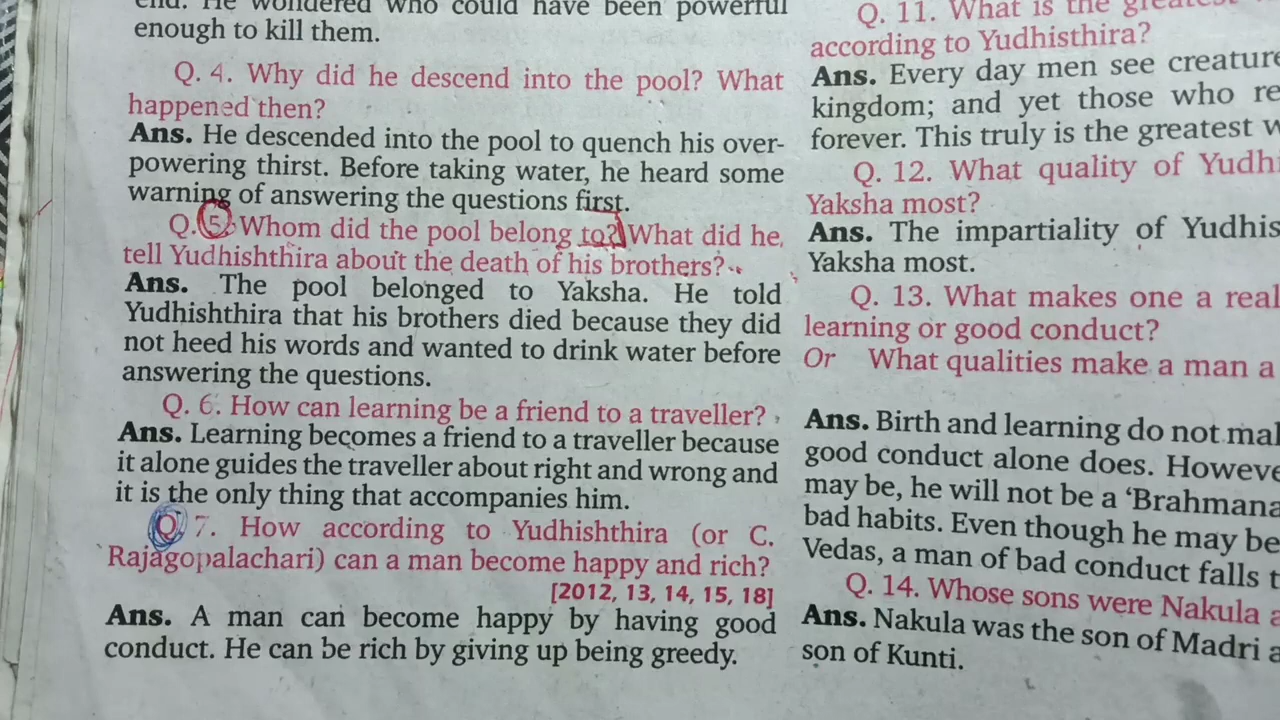 end. He wondered who could have been powerful
enough to kill them.
Q. 4. Why did he descend into the pool? What
happened then?
Ans. He descended into the pool to quench his over-
powering thirst. Before taking water, he heard some
warning of answering the questions first.
Q. 5. Whom did the pool belong to? What did he
tell Yudhishthira about the death of his brothers?
Ans. The pool belonged to Yaksha. He told
Yudhishthira that his brothers died because they did
not heed his words and wanted to drink water before
answering the questions.
Q. 6. How can learning be a friend to a traveller?
Ans. Learning becomes a friend to a traveller because
it alone guides the traveller about right and wrong and
it is the only thing that accompanies him.
Q. 7. How according to Yudhishthira (or C.
Rajagopalachari) can a man become happy and rich?
[2012, 13, 14, 15, 18]
Ans. A man can become happy by having good
conduct. He can be rich by giving up being greedy.
Q. 11. What is the
according to Yudhisthira?
Ans. Every day men see
kingdom; and yet those who
forever. This truly is the greatest
Q. 12. What quality of
Yaksha most?
Ans. The impartiality of
Yaksha most.
Q. 13. What makes one a real
learning or good conduct?
Or What qualities make a man a
Ans. Birth and learning do not
good conduct alone does.
may be, he will not be a ‘Brahmana
bad habits. Even though he may be
Vedas, a man of bad conduct falls
Q. 14. Whose sons were Nakula
Ans. Nakula was the son of Madri
son of Kunti.